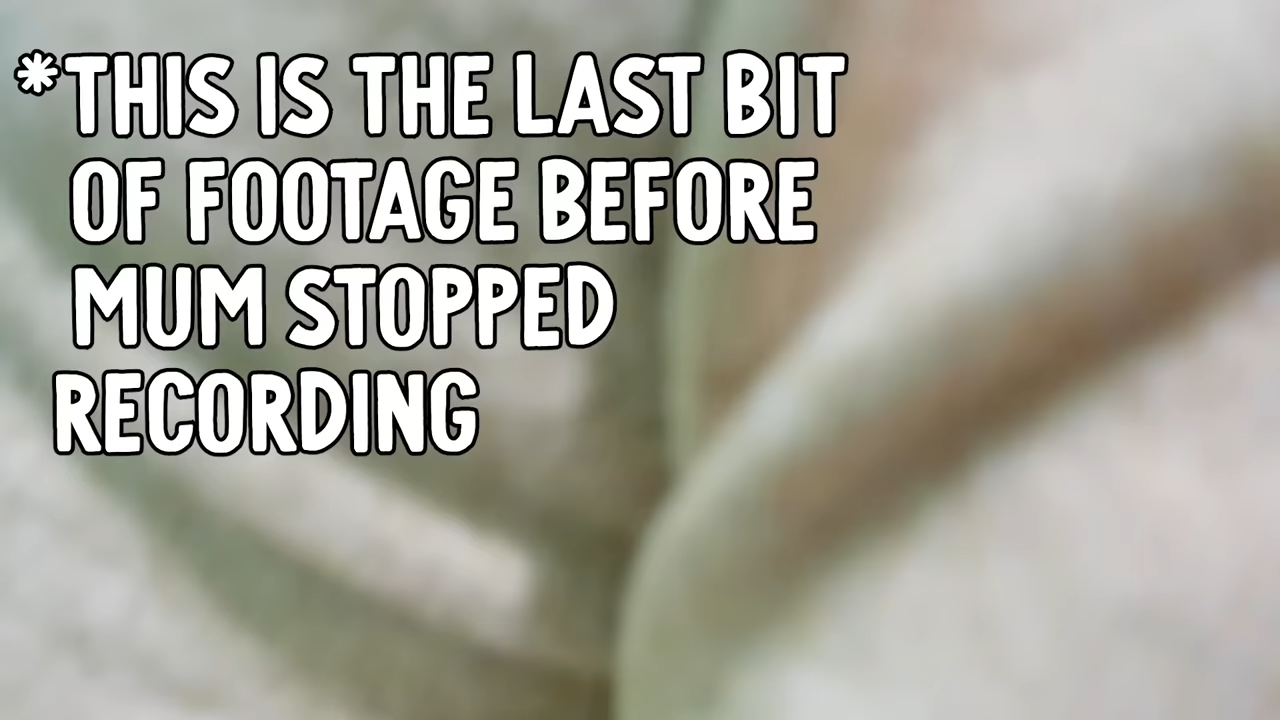 *THIS IS THE LAST BIT
OF FOOTAGE BEFORE
MUM STOPPED
RECORDING